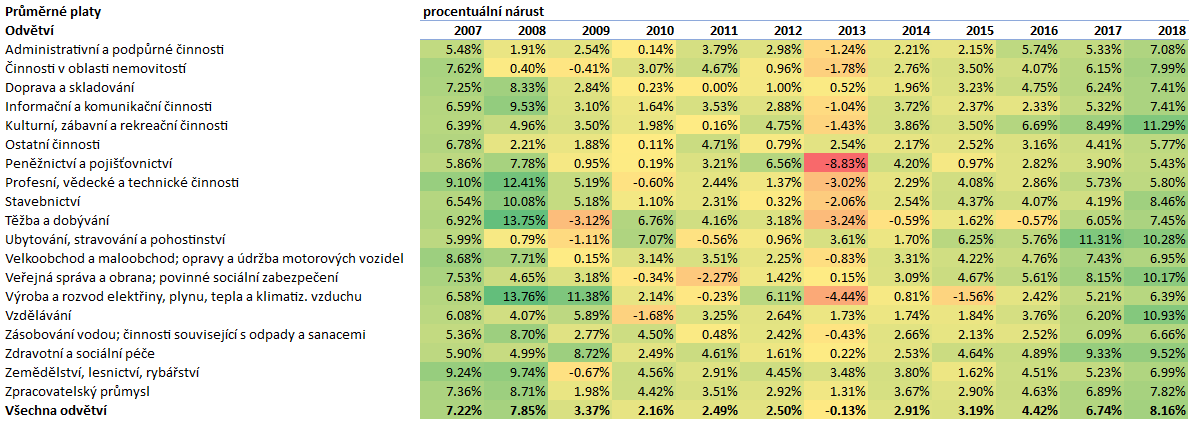 Průměrné platy procentuální nárust
Odvětví 2007 2008 2009 2010 2011 2012 2013 2014 2015 2016 2017 2018
Administrativní a podpůrné činnosti 5.48% 1.91% 2.54% 0.14% 3.79% 2.98% -1.24% 2.21% 2.15% 5.74% 5.33% 7.08%
Činnosti v oblasti nemovitostí 7.62% 0.40% -0.41% 3.07% 4.67% 0.96% -1.78% 2.76% 3.50% 4.07% 6.15% 7.99%
Doprava a skladování 7.25% 8.33% 2.84% 0.23% 0.00% 1.00% 0.52% 1.96% 3.23% 4.75% 6.24% 7.41%
Informační a komunikační činnosti 6.59% 9.53% 3.10% 1.64% 3.53% 2.88% -1.04% 3.72% 2.37% 2.33% 5.32% 7.41%
Kulturní, zábavní a rekreační činnosti 6.39% 4.96% 3.50% 1.98% 0.16% 4.75% -1.43% 3.86% 3.50% 6.69% 8.49% 11.29%
Ostatní činnosti 6.78% 2.21% 1.88% 0.11% 4.71% 0.79% 2.54% 2.17% 2.52% 3.16% 4.41% 5.77%
Peněžnictví a pojišťovnictví 5.86% 7.78% 0.95% 0.19% 3.21% 6.56% -8.83% 4.20% 0.97% 2.82% 3.90% 5.43%
Profesní, vědecké a technické činnosti 9.10% 12.41% 5.19% -0.60% 2.44% 1.37% -3.02% 2.29% 4.08% 2.86% 5.73% 5.80%
Stavebnictví 6.54% 10.08% 5.18% 1.10% 2.31% 0.32% -2.06% 2.54% 4.37% 4.07% 4.19% 8.46%
Těžba a dobývání 6.92% 13.75% -3.12% 6.76% 4.16% 3.18% -3.24% -0.59% 1.62% -0.57% 6.05% 7.45%
Ubytování, stravování a pohostinství 5.99% 0.79% -1.11% 7.07% -0.56% 0.96% 3.61% 1.70% 6.25% 5.76% 11.31% 10.28%
Velkoobchod a maloobchod; opravy a údržba motorových vozidel 8.68% 7.71% 0.15% 3.14% 3.51% 2.25% -0.83% 3.31% 4.22% 4.76% 7.43% 6.95%
Veřejná správa a obrana; povinné sociální zabezpečení 7.53% 4.65% 3.18% -0.34% -2.27% 1.42% 0.15% 3.09% 4.67% 5.61% 8.15% 10.17%
Výroba a rozvod elektřiny, plynu, tepla a klimatiz. vzduchu 6.58% 13.76% 11.38% 2.14% -0.23% 6.11% -4.44% 0.81% -1.56% 2.42% 5.21% 6.39%
Vzdělávání 6.08% 4.07% 5.89% -1.68% 3.25% 2.64% 1.73% 1.74% 1.84% 3.76% 6.20% 10.93%
Zásobování vodou; činnosti související s odpady a sanacemi 5.36% 8.70% 2.77% 4.50% 0.48% 2.42% -0.43% 2.66% 2.13% 2.52% 6.09% 6.66%
Zdravotní a sociální péče 5.90% 4.99% 8.72% 2.49% 4.61% 1.61% 0.22% 2.53% 4.64% 4.89% 9.33% 9.52%
Zemědělství, lesnictví, rybářství 9.24% 9.74% -0.67% 4.56% 2.91% 4.45% 3.48% 3.80% 1.62% 4.51% 5.23% 6.99%
Zpracovatelský průmysl 7.36% 8.71% 1.98% 4.42% 3.51% 2.92% 1.31% 3.67% 2.90% 4.63% 6.89% 7.82%
Všechna odvětví 7.22% 7.85% 3.37% 2.16% 2.49% 2.50% -0.13% 2.91% 3.19% 4.42% 6.74% 8.16%